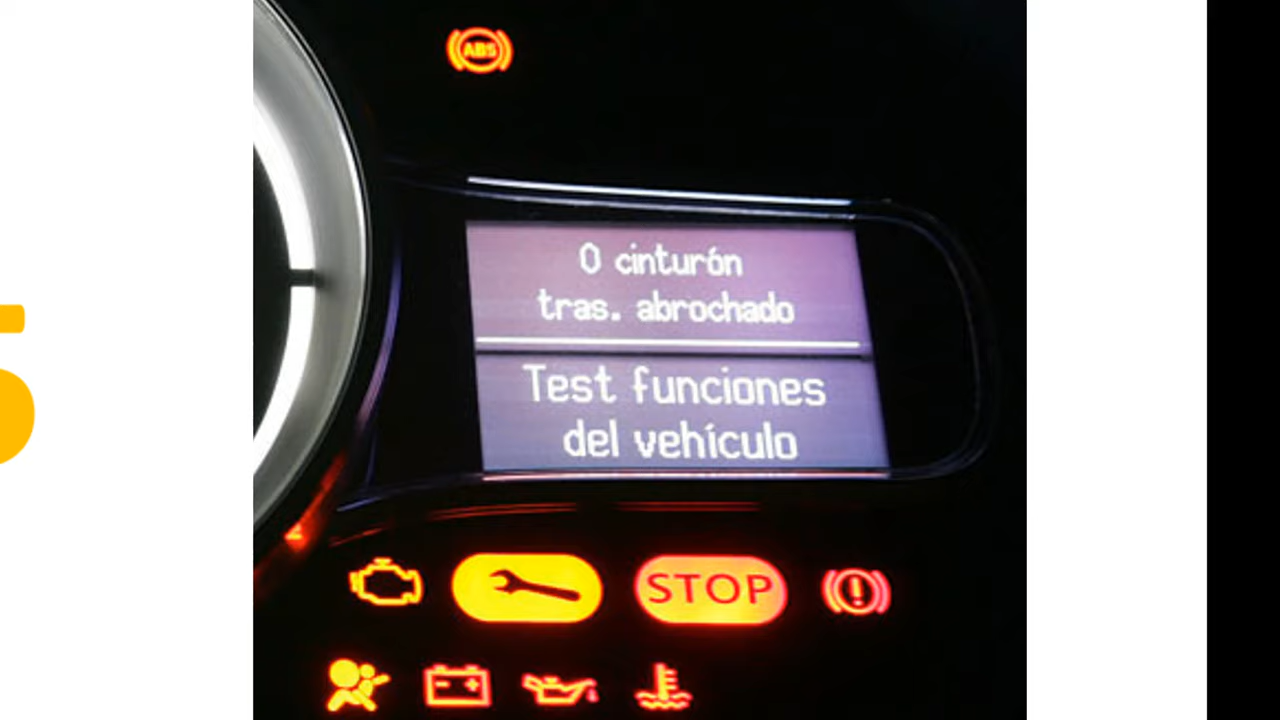 ABS
0 cinturón
tras. abrochado
Test funciones
del vehículo
STOP